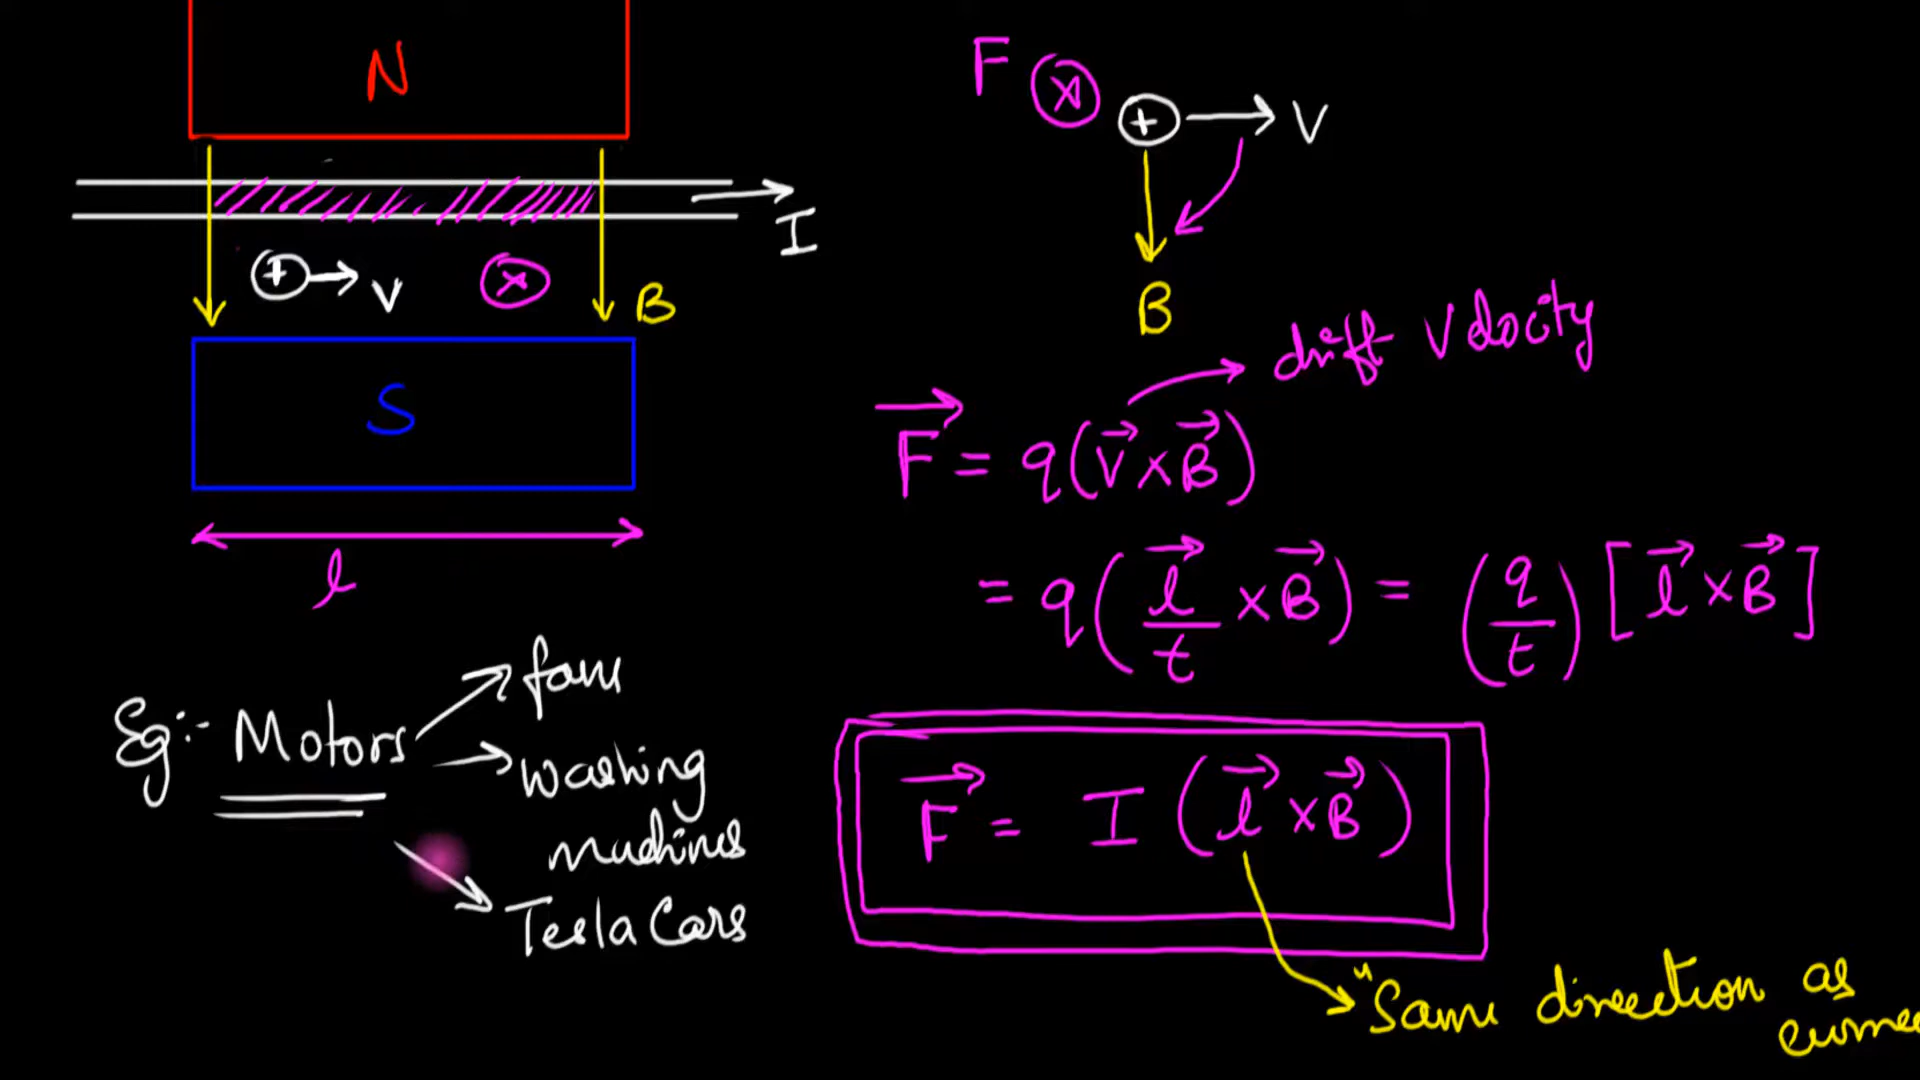 N
I
+ → V
×
B
S
l
Eg:- Motors
fans
washing
machines
Tesla Cars
F ⊗ ⊕ → V
B
drift velocity
F⃗ = q(v⃗ × B⃗)
= q(l⃗/t × B⃗) = (q/t) [l⃗ × B⃗]
F⃗ = I (l⃗ × B⃗)
"Same direction as